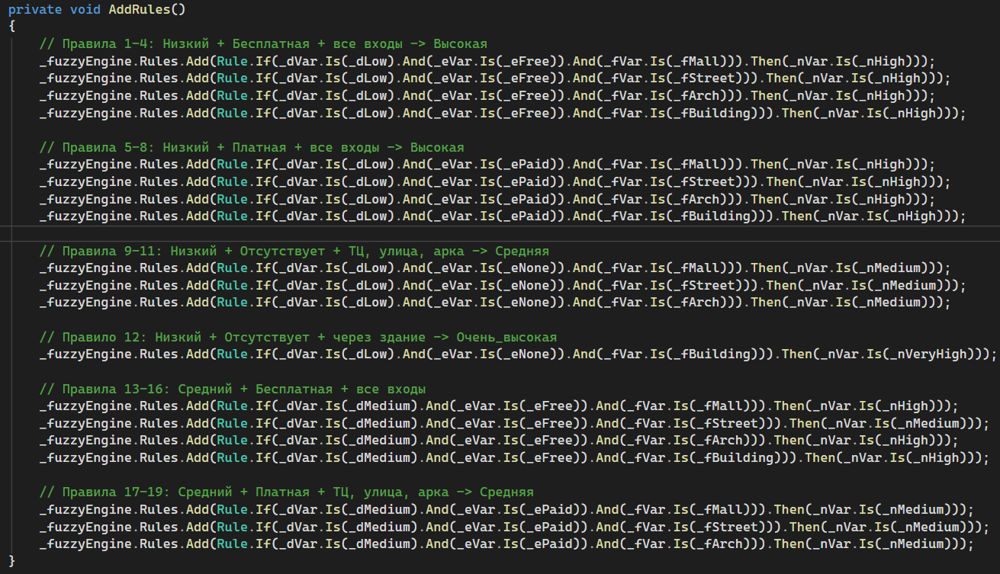 private void AddRules()
{
    // Правила 1-4: Низкий + Бесплатная + все входы -> Высокая
    _fuzzyEngine.Rules.Add(Rule.If(_dVar.Is(_dLow).And(_eVar.Is(_eFree)).And(_fVar.Is(_fMall))).Then(_nVar.Is(_nHigh)));
    _fuzzyEngine.Rules.Add(Rule.If(_dVar.Is(_dLow).And(_eVar.Is(_eFree)).And(_fVar.Is(_fStreet))).Then(_nVar.Is(_nHigh)));
    _fuzzyEngine.Rules.Add(Rule.If(_dVar.Is(_dLow).And(_eVar.Is(_eFree)).And(_fVar.Is(_fArch))).Then(_nVar.Is(_nHigh)));
    _fuzzyEngine.Rules.Add(Rule.If(_dVar.Is(_dLow).And(_eVar.Is(_eFree)).And(_fVar.Is(_fBuilding))).Then(_nVar.Is(_nHigh)));

    // Правила 5-8: Низкий + Платная + все входы -> Высокая
    _fuzzyEngine.Rules.Add(Rule.If(_dVar.Is(_dLow).And(_eVar.Is(_ePaid)).And(_fVar.Is(_fMall))).Then(_nVar.Is(_nHigh)));
    _fuzzyEngine.Rules.Add(Rule.If(_dVar.Is(_dLow).And(_eVar.Is(_ePaid)).And(_fVar.Is(_fStreet))).Then(_nVar.Is(_nHigh)));
    _fuzzyEngine.Rules.Add(Rule.If(_dVar.Is(_dLow).And(_eVar.Is(_ePaid)).And(_fVar.Is(_fArch))).Then(_nVar.Is(_nHigh)));
    _fuzzyEngine.Rules.Add(Rule.If(_dVar.Is(_dLow).And(_eVar.Is(_ePaid)).And(_fVar.Is(_fBuilding))).Then(_nVar.Is(_nHigh)));

    // Правила 9-11: Низкий + Отсутствует + ТЦ, улица, арка -> Средняя
    _fuzzyEngine.Rules.Add(Rule.If(_dVar.Is(_dLow).And(_eVar.Is(_eNone)).And(_fVar.Is(_fMall))).Then(_nVar.Is(_nMedium)));
    _fuzzyEngine.Rules.Add(Rule.If(_dVar.Is(_dLow).And(_eVar.Is(_eNone)).And(_fVar.Is(_fStreet))).Then(_nVar.Is(_nMedium)));
    _fuzzyEngine.Rules.Add(Rule.If(_dVar.Is(_dLow).And(_eVar.Is(_eNone)).And(_fVar.Is(_fArch))).Then(_nVar.Is(_nMedium)));

    // Правило 12: Низкий + Отсутствует + через здание -> Очень_высокая
    _fuzzyEngine.Rules.Add(Rule.If(_dVar.Is(_dLow).And(_eVar.Is(_eNone)).And(_fVar.Is(_fBuilding))).Then(_nVar.Is(_nVeryHigh)));

    // Правила 13-16: Средний + Бесплатная + все входы
    _fuzzyEngine.Rules.Add(Rule.If(_dVar.Is(_dMedium).And(_eVar.Is(_eFree)).And(_fVar.Is(_fMall))).Then(_nVar.Is(_nHigh)));
    _fuzzyEngine.Rules.Add(Rule.If(_dVar.Is(_dMedium).And(_eVar.Is(_eFree)).And(_fVar.Is(_fStreet))).Then(_nVar.Is(_nMedium)));
    _fuzzyEngine.Rules.Add(Rule.If(_dVar.Is(_dMedium).And(_eVar.Is(_eFree)).And(_fVar.Is(_fArch))).Then(_nVar.Is(_nHigh)));
    _fuzzyEngine.Rules.Add(Rule.If(_dVar.Is(_dMedium).And(_eVar.Is(_eFree)).And(_fVar.Is(_fBuilding))).Then(_nVar.Is(_nHigh)));

    // Правила 17-19: Средний + Платная + ТЦ, улица, арка -> Средняя
    _fuzzyEngine.Rules.Add(Rule.If(_dVar.Is(_dMedium).And(_eVar.Is(_ePaid)).And(_fVar.Is(_fMall))).Then(_nVar.Is(_nMedium)));
    _fuzzyEngine.Rules.Add(Rule.If(_dVar.Is(_dMedium).And(_eVar.Is(_ePaid)).And(_fVar.Is(_fStreet))).Then(_nVar.Is(_nMedium)));
    _fuzzyEngine.Rules.Add(Rule.If(_dVar.Is(_dMedium).And(_eVar.Is(_ePaid)).And(_fVar.Is(_fArch))).Then(_nVar.Is(_nMedium)));
}